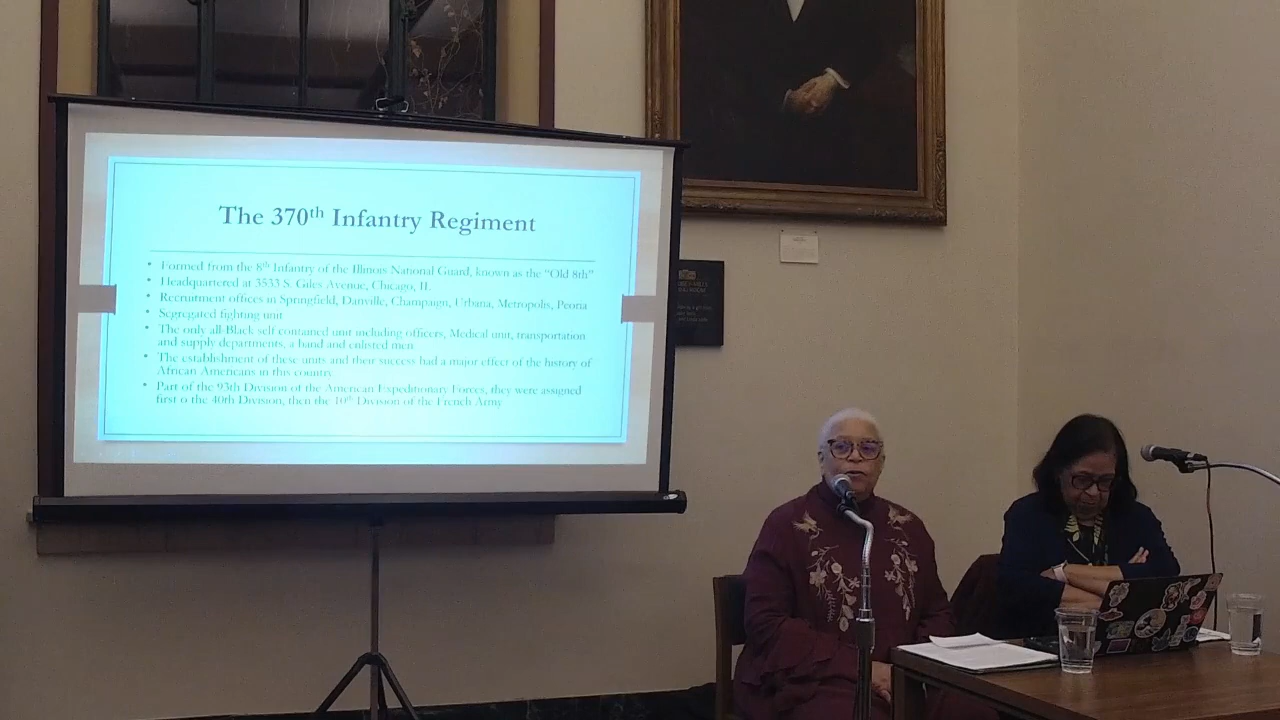 The 370th Infantry Regiment
• Formed from the 8th Infantry of the Illinois National Guard, known as the "Old 8th"
• Headquartered at 3533 S. Giles Avenue, Chicago, IL
• Recruitment offices in Springfield, Danville, Champaign, Urbana, Metropolis, Peoria
• Segregated fighting unit
• The only all-Black self contained unit including officers, Medical unit, transportation
and supply departments, a band and enlisted men
• The establishment of these units and their success had a major effect of the history of
African Americans in this country
• Part of the 93th Division of the American Expeditionary Forces, they were assigned
first o the 40th Division, then the 10th Division of the French Army